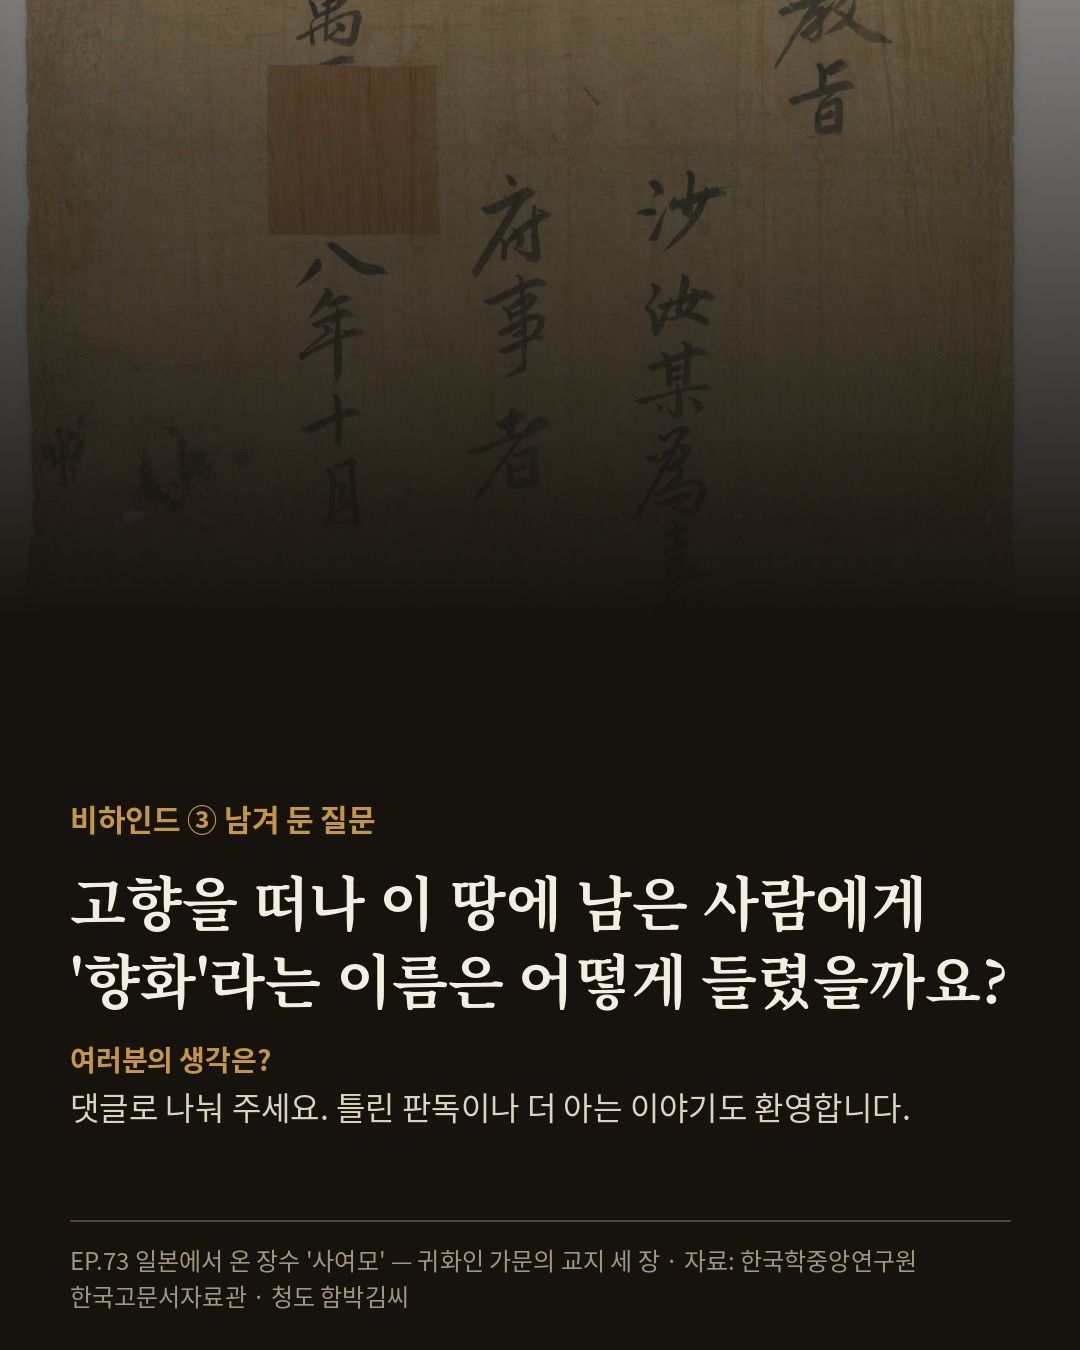 教旨
沙汝某爲嘉
府事者
萬
八年十月
비하인드 ③ 남겨 둔 질문
고향을 떠나 이 땅에 남은 사람에게
'향화'라는 이름은 어떻게 들렸을까요?
여러분의 생각은?
댓글로 나눠 주세요. 틀린 판독이나 더 아는 이야기도 환영합니다.
EP.73 일본에서 온 장수 '사여모' — 귀화인 가문의 교지 세 장 · 자료: 한국학중앙연구원
한국고문서자료관 · 청도 함박김씨